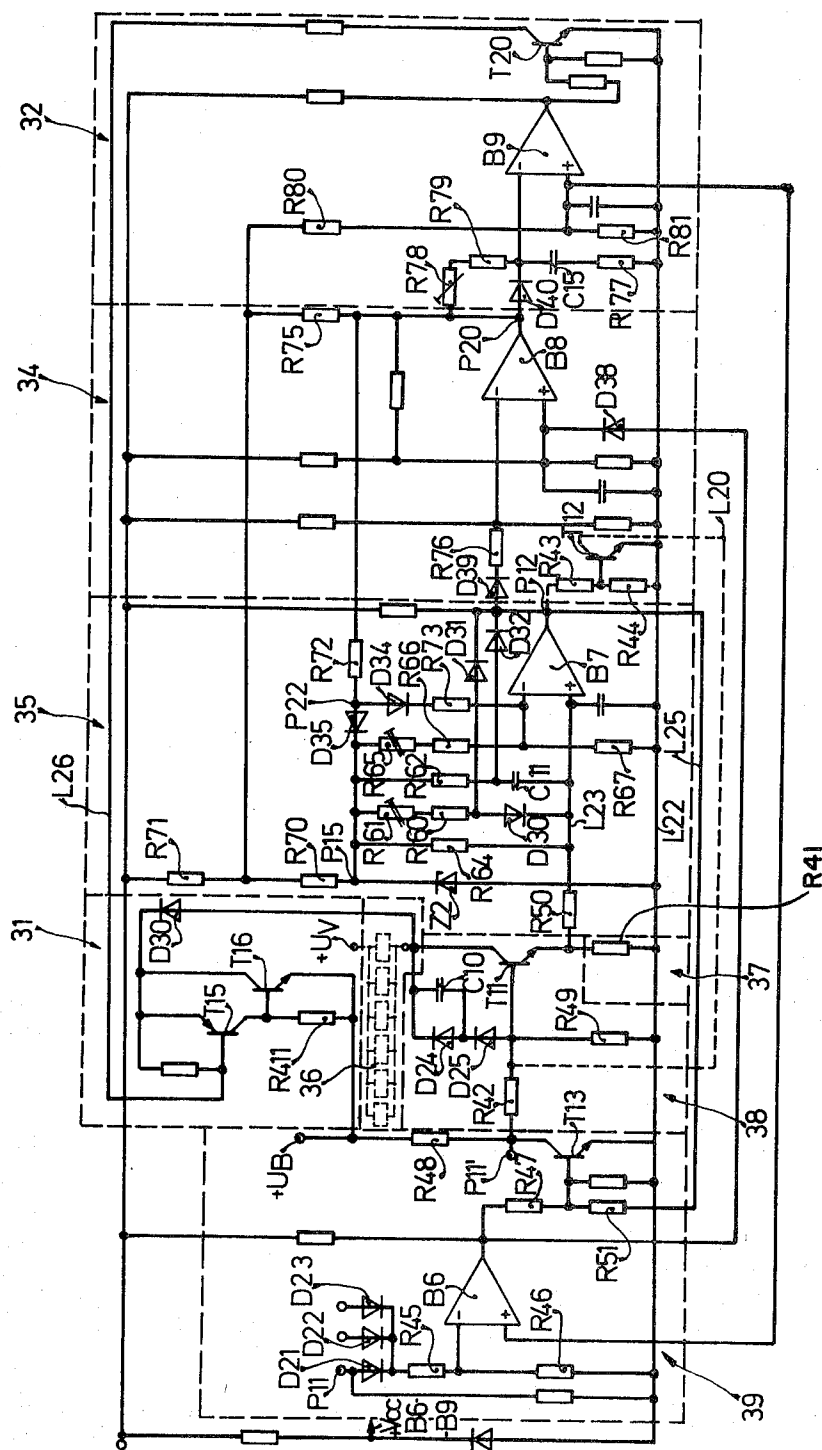 32
34
35
L26
31
R80
R79
R78
R75
R71
R70
P15
D30
T16
T15
R411
36
+UV
+UB
R48
P11'
R42
D24
D25
C10
T11
R49
R50
Z2
R64
R61
R60
D30
R65
R62
C11
L23
D35
P22
R72
D34
R66
R73
D31
D32
B7
P12
R67
L25
L22
D39
R76
R43
R44
T12
L20
P20
B8
D38
D40
C15
R77
R81
B9
T20
R41
37
38
T13
R47
R51
B6
D23
D22
D21
P11
R45
R46
39
+Vcc
B6-
-B9